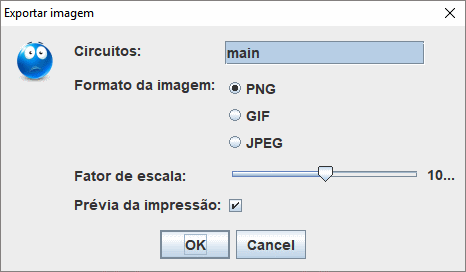 Exportar imagem
Circuitos: main
Formato da imagem: PNG
GIF
JPEG
Fator de escala: 10...
Prévia da impressão:
OK Cancel